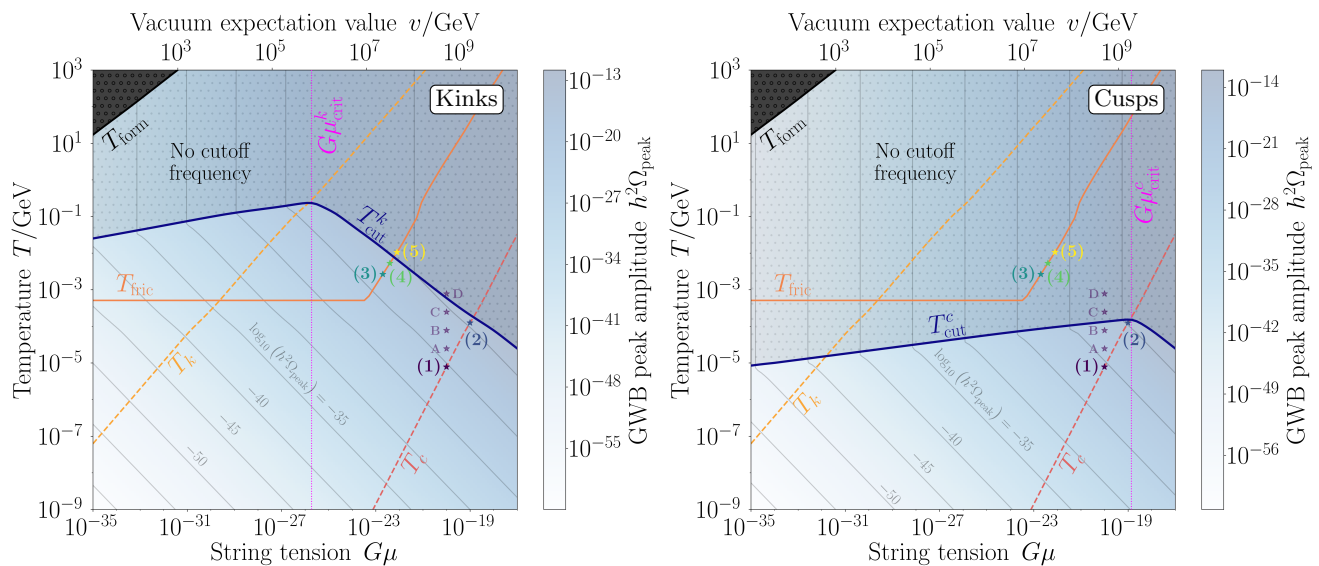 Vacuum expectation value v/GeV
10^3 10^5 10^7 10^9
Kinks
T_form
No cutoff
frequency
Gμ^k_crit
T^k_cut
T_fric
T_k
T_c
(1)
(2)
(3)
(4)
(5)
A
B
C
D
log_10 (h^2Ω_peak) = −35
−40
−45
−50
Temperature T/GeV
10^3
10^1
10^−1
10^−3
10^−5
10^−7
10^−9
10^−35 10^−31 10^−27 10^−23 10^−19
String tension Gμ
10^−13
10^−20
10^−27
10^−34
10^−41
10^−48
10^−55
GWB peak amplitude h^2Ω_peak
Vacuum expectation value v/GeV
10^3 10^5 10^7 10^9
Cusps
T_form
No cutoff
frequency
Gμ^c_crit
T^c_cut
T_fric
T_k
T_c
(1)
(2)
(3)
(4)
(5)
A
B
C
D
log_10 (h^2Ω_peak) = −35
−40
−45
−50
Temperature T/GeV
10^3
10^1
10^−1
10^−3
10^−5
10^−7
10^−9
10^−35 10^−31 10^−27 10^−23 10^−19
String tension Gμ
10^−14
10^−21
10^−28
10^−35
10^−42
10^−49
10^−56
GWB peak amplitude h^2Ω_peak